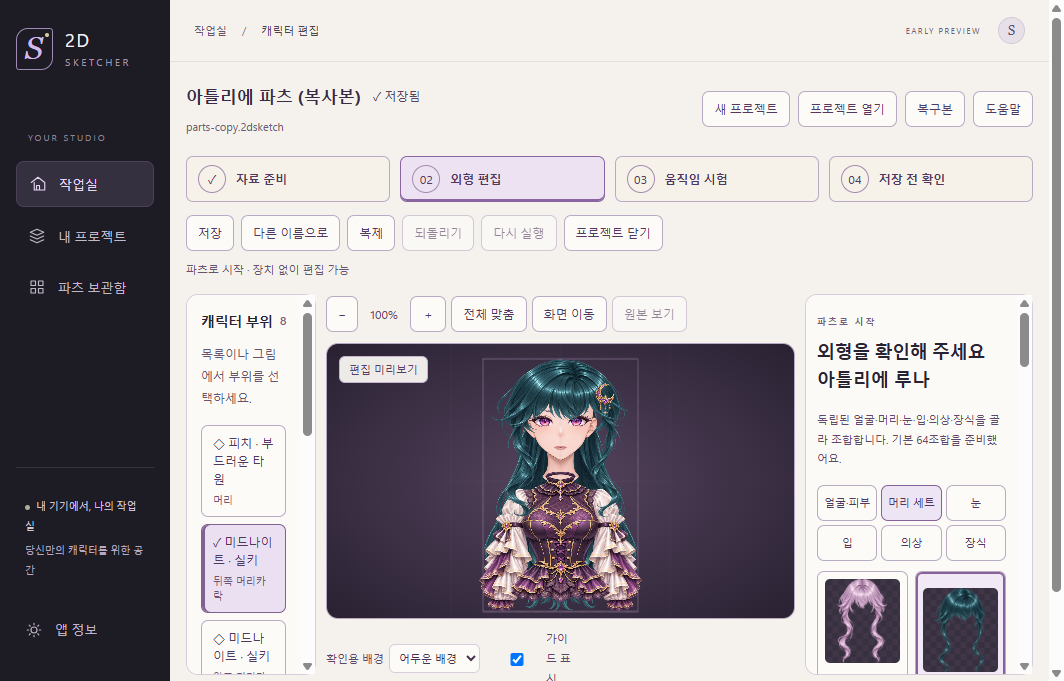 S
2D
SKETCHER
YOUR STUDIO
작업실
내 프로젝트
파츠 보관함
내 기기에서, 나의 작업
실
당신만의 캐릭터를 위한 공
간
앱 정보
작업실 / 캐릭터 편집
EARLY PREVIEW
S
아틀리에 파츠 (복사본) ✓ 저장됨
parts-copy.2dsketch
새 프로젝트
프로젝트 열기
복구본
도움말
✓ 자료 준비
02 외형 편집
03 움직임 시험
04 저장 전 확인
저장
다른 이름으로
복제
되돌리기
다시 실행
프로젝트 닫기
파츠로 시작 · 장치 없이 편집 가능
캐릭터 부위 8
목록이나 그림
에서 부위를 선
택하세요.
◇ 피치 · 부
드러운 타
원
머리
✓ 미드나이
트 · 실키
뒤쪽 머리카
락
◇ 미드나
이트 · 실키
−
100%
+
전체 맞춤
화면 이동
원본 보기
편집 미리보기
확인용 배경
어두운 배경
가이
드 표
시
파츠로 시작
외형을 확인해 주세요
아틀리에 루나
독립된 얼굴·머리·눈·입·의상·장식을 골
라 조합합니다. 기본 64조합을 준비했
어요.
얼굴·피부
머리 세트
눈
입
의상
장식